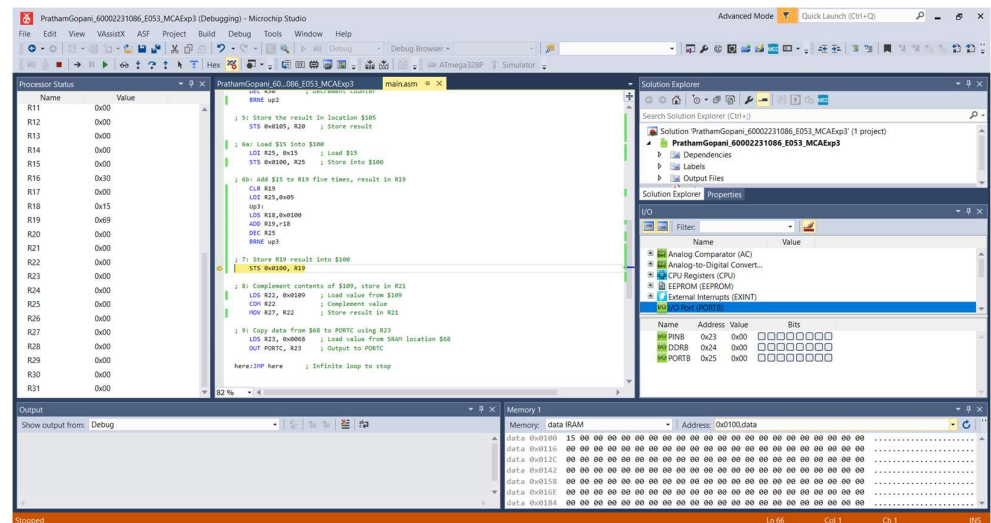 PrathamGopani_60002231086_E053_MCAExp3 (Debugging) - Microchip Studio
Advanced Mode
Quick Launch (Ctrl+Q)
File Edit View VAssistX ASF Project Build Debug Tools Window Help
Debug
Debug Browser
Hex
ATmega328P
Simulator
Processor Status
Name Value
R11 0x00
R12 0x00
R13 0x00
R14 0x00
R15 0x00
R16 0x30
R17 0x00
R18 0x15
R19 0x69
R20 0x00
R21 0x00
R22 0x00
R23 0x00
R24 0x00
R25 0x00
R26 0x00
R27 0x00
R28 0x00
R29 0x00
R30 0x00
R31 0x00
PrathamGopani_60...086_E053_MCAExp3
main.asm
DEC R30 ; Decrement counter
BRNE up2
; 5: Store the result in location $105
STS 0x0105, R20 ; Store result
; 6a: Load $15 into $100
LDI R25, 0x15 ; Load $15
STS 0x0100, R25 ; Store into $100
; 6b: Add $15 to R19 five times, result in R19
CLR R19
LDI R25,0x05
Up3:
LDS R18,0x0100
ADD R19,r18
DEC R25
BRNE up3
; 7: Store R19 result into $100
STS 0x0100, R19
; 8: Complement contents of $109, store in R21
LDS R22, 0x0109 ; Load value from $109
COM R22 ; Complement value
MOV R27, R22 ; Store result in R21
; 9: Copy data from $68 to PORTC using R23
LDS R23, 0x0068 ; Load value from SRAM location $68
OUT PORTC, R23 ; Output to PORTC
here:JMP here ; Infinite loop to stop
82 %
Solution Explorer
Search Solution Explorer (Ctrl+;)
Solution 'PrathamGopani_60002231086_E053_MCAExp3' (1 project)
PrathamGopani_60002231086_E053_MCAExp3
Dependencies
Labels
Output Files
Solution Explorer Properties
I/O
Filter:
Name Value
Analog Comparator (AC)
Analog-to-Digital Convert...
CPU Registers (CPU)
EEPROM (EEPROM)
External Interrupts (EXINT)
I/O Port (PORTB)
Name Address Value Bits
PINB 0x23 0x00
DDRB 0x24 0x00
PORTB 0x25 0x00
Output
Show output from: Debug
Memory 1
Memory: data IRAM Address: 0x0100,data
data 0x0100 15 00 00 00 00 00 00 00 00 00 00 00 00 00 00 00 00 00 00 00 00 00 ......................
data 0x0116 00 00 00 00 00 00 00 00 00 00 00 00 00 00 00 00 00 00 00 00 00 00 ......................
data 0x012C 00 00 00 00 00 00 00 00 00 00 00 00 00 00 00 00 00 00 00 00 00 00 ......................
data 0x0142 00 00 00 00 00 00 00 00 00 00 00 00 00 00 00 00 00 00 00 00 00 00 ......................
data 0x0158 00 00 00 00 00 00 00 00 00 00 00 00 00 00 00 00 00 00 00 00 00 00 ......................
data 0x016E 00 00 00 00 00 00 00 00 00 00 00 00 00 00 00 00 00 00 00 00 00 00 ......................
data 0x0184 00 00 00 00 00 00 00 00 00 00 00 00 00 00 00 00 00 00 00 00 00 00 ......................
Stopped
Ln 66 Col 1 Ch 1 INS